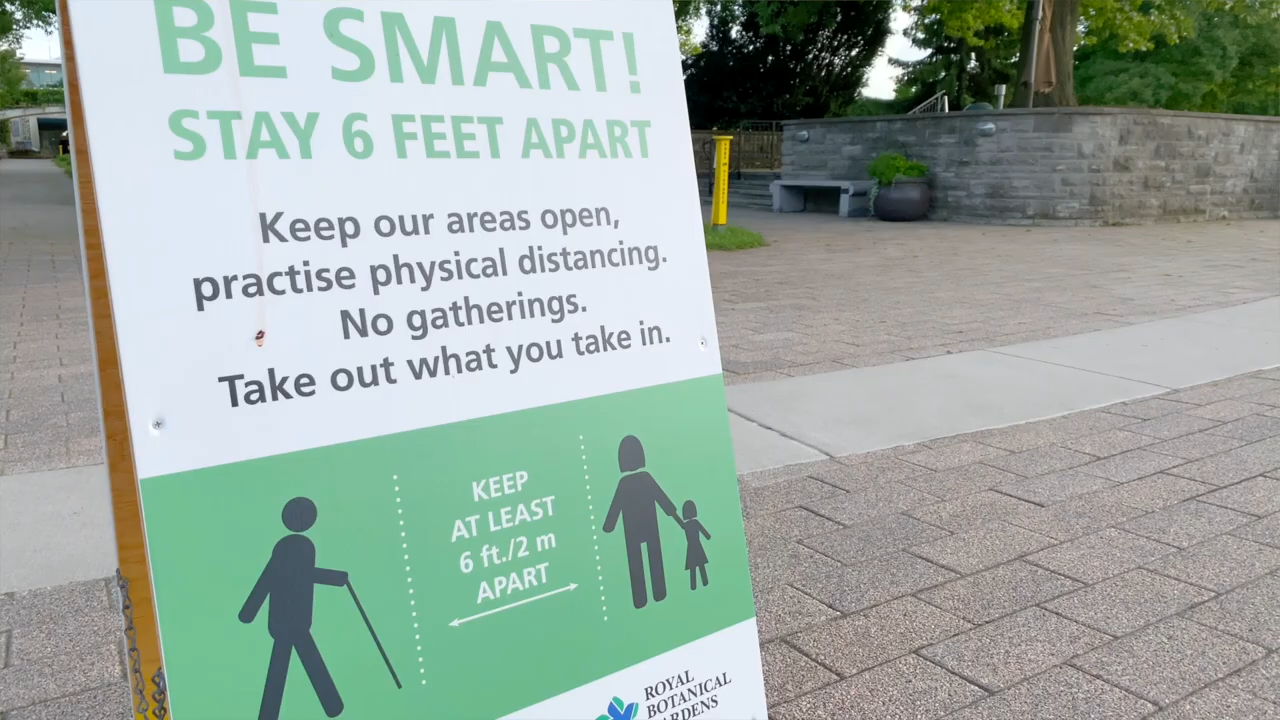 BE SMART!
STAY 6 FEET APART
Keep our areas open,
practise physical distancing.
No gatherings.
Take out what you take in.
KEEP
AT LEAST
6 ft./2 m
APART
ROYAL
BOTANICAL
GARDENS